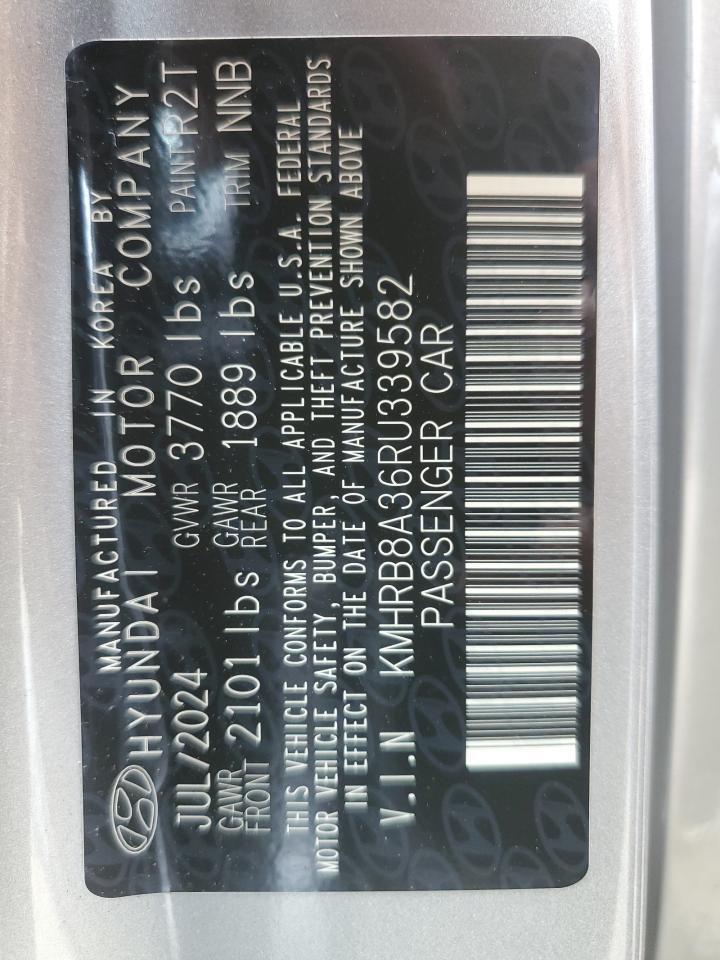 MANUFACTURED IN KOREA BY
HYUNDAI MOTOR COMPANY
JUL/2024 GVWR 3770 lbs PAINT R2T
GAWR FRONT 2101 lbs GAWR REAR 1889 lbs TRIM NNB
THIS VEHICLE CONFORMS TO ALL APPLICABLE U.S.A. FEDERAL
MOTOR VEHICLE SAFETY, BUMPER, AND THEFT PREVENTION STANDARDS
IN EFFECT ON THE DATE OF MANUFACTURE SHOWN ABOVE
V.I.N KMHRB8A36RU339582
PASSENGER CAR